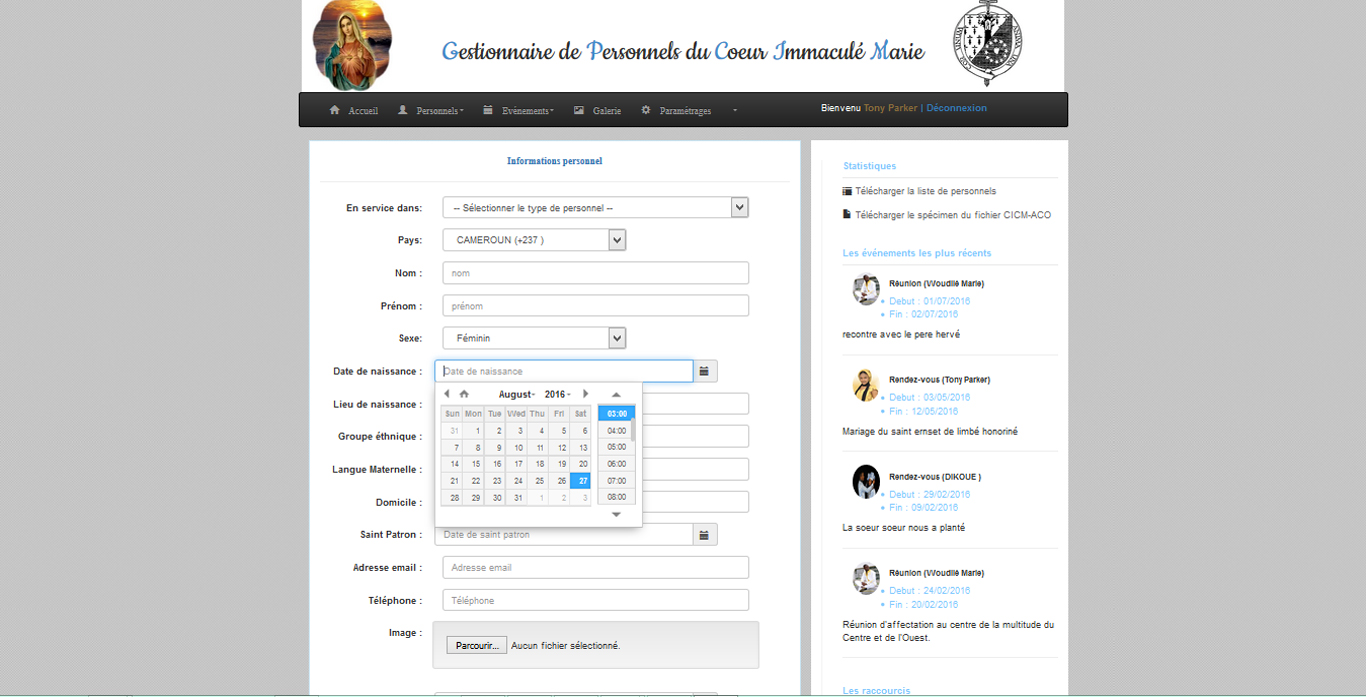 Gestionnaire de Personnels du Coeur Immaculé Marie
Accueil Personnels Evénements Galerie Paramétrages
Bienvenu Tony Parker | Déconnexion
Informations personnel
En service dans: -- Sélectionner le type de personnel --
Pays: CAMEROUN (+237 )
Nom : nom
Prénom : prénom
Sexe: Féminin
Date de naissance : Date de naissance
Lieu de naissance :
Groupe éthnique :
Langue Maternelle :
Domicile :
August 2016
Sun Mon Tue Wed Thu Fri Sat
31 1 2 3 4 5 6
7 8 9 10 11 12 13
14 15 16 17 18 19 20
21 22 23 24 25 26 27
28 29 30 31 1 2 3
03:00
04:00
05:00
06:00
07:00
08:00
Saint Patron : Date de saint patron
Adresse email : Adresse email
Téléphone : Téléphone
Image : Parcourir... Aucun fichier sélectionné.
Statistiques
Télécharger la liste de personnels
Télécharger le spécimen du fichier CICM-ACO
Les événements les plus récents
Réunion (Woudilé Marie)
Debut : 01/07/2016
Fin : 02/07/2016
recontre avec le pere hervé
Rendez-vous (Tony Parker)
Debut : 03/05/2016
Fin : 12/05/2016
Mariage du saint ernset de limbé honoriné
Rendez-vous (DIKOUE )
Debut : 29/02/2016
Fin : 09/02/2016
La soeur soeur nous a planté
Réunion (Woudilé Marie)
Debut : 24/02/2016
Fin : 20/02/2016
Réunion d'affectation au centre de la multitude du
Centre et de l'Ouest.
Les raccourcis